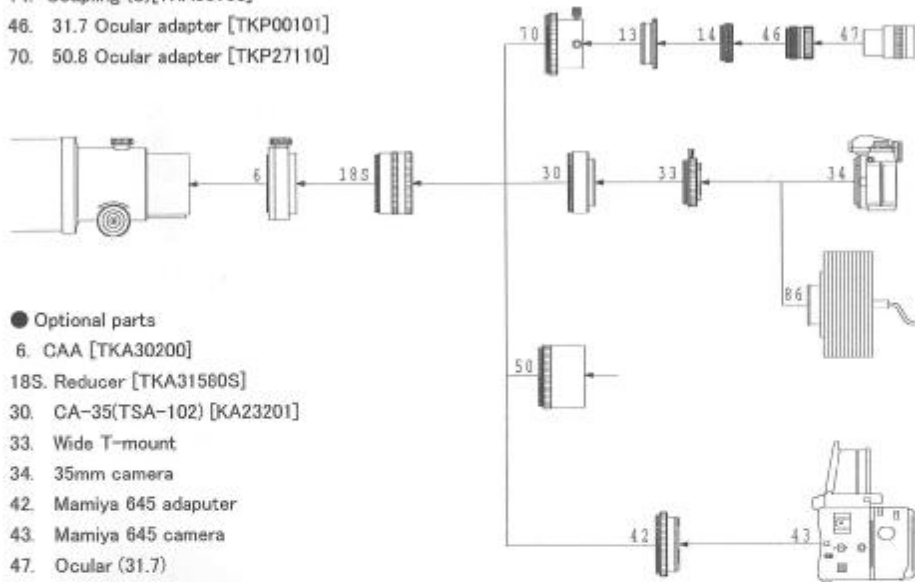 46. 31.7 Ocular adapter [TKP00101]
70. 50.8 Ocular adapter [TKP27110]
70 13 14 46 47
6 18S 30 33 34
86
● Optional parts
6. CAA [TKA30200]
18S. Reducer [TKA31580S]
50
30. CA-35(TSA-102) [KA23201]
33. Wide T-mount
34. 35mm camera
42. Mamiya 645 adaputer
43. Mamiya 645 camera
42 43
47. Ocular (31.7)